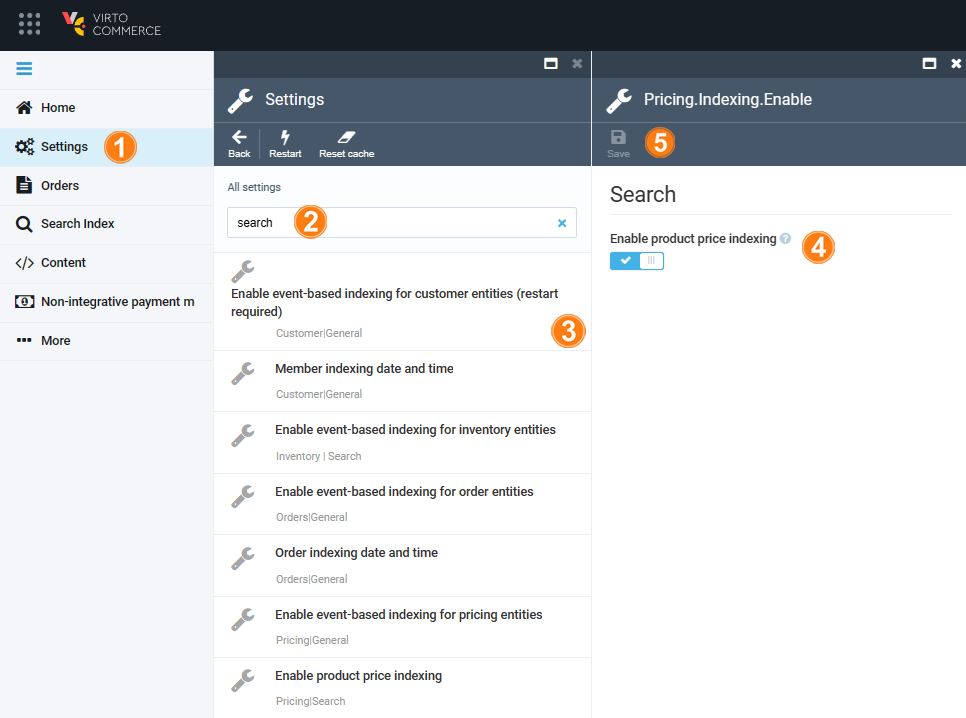 VIRTO
COMMERCE
Home
Settings
1
Orders
Search Index
Content
Non-integrative payment m
More
Settings
Back
Restart
Reset cache
All settings
search
2
Enable event-based indexing for customer entities (restart
required)
Customer|General
3
Member indexing date and time
Customer|General
Enable event-based indexing for inventory entities
Inventory | Search
Enable event-based indexing for order entities
Orders|General
Order indexing date and time
Orders|General
Enable event-based indexing for pricing entities
Pricing|General
Enable product price indexing
Pricing|Search
Pricing.Indexing.Enable
Save
5
Search
Enable product price indexing ?
4